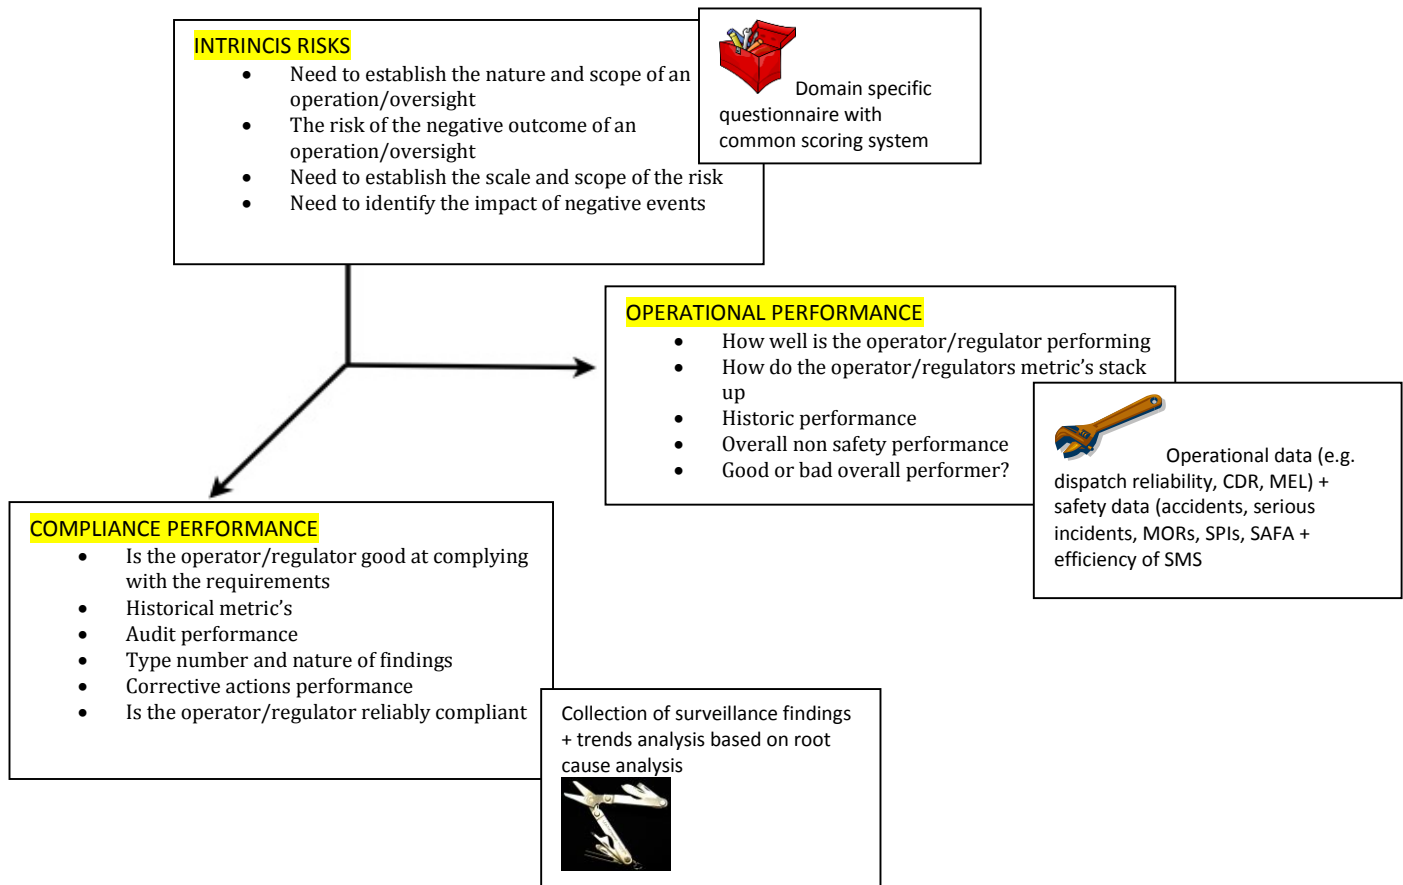 INTRINCIS RISKS
• Need to establish the nature and scope of an
operation/oversight
• The risk of the negative outcome of an
operation/oversight
• Need to establish the scale and scope of the risk
• Need to identify the impact of negative events
Domain specific
questionnaire with
common scoring system
OPERATIONAL PERFORMANCE
• How well is the operator/regulator performing
• How do the operator/regulators metric’s stack
up
• Historic performance
• Overall non safety performance
• Good or bad overall performer?
Operational data (e.g.
dispatch reliability, CDR, MEL) +
safety data (accidents, serious
incidents, MORs, SPIs, SAFA +
efficiency of SMS
COMPLIANCE PERFORMANCE
• Is the operator/regulator good at complying
with the requirements
• Historical metric’s
• Audit performance
• Type number and nature of findings
• Corrective actions performance
• Is the operator/regulator reliably compliant
Collection of surveillance findings
+ trends analysis based on root
cause analysis